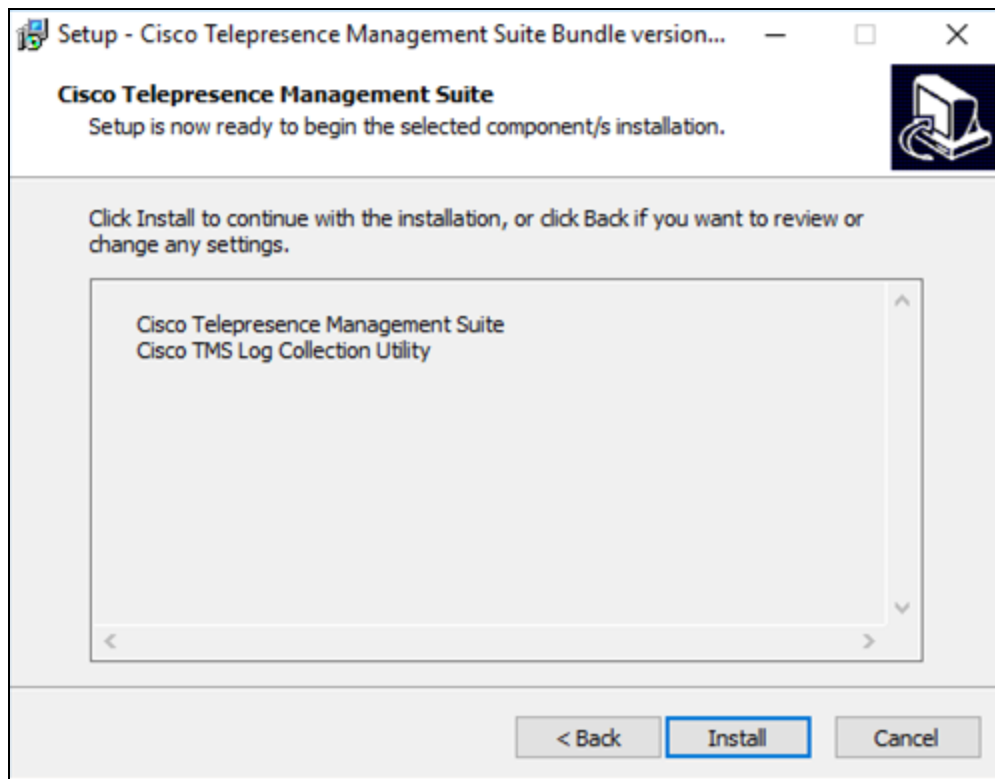 Setup - Cisco Telepresence Management Suite Bundle version...
Cisco Telepresence Management Suite
Setup is now ready to begin the selected component/s installation.
Click Install to continue with the installation, or click Back if you want to review or
change any settings.
Cisco Telepresence Management Suite
Cisco TMS Log Collection Utility
< Back
Install
Cancel